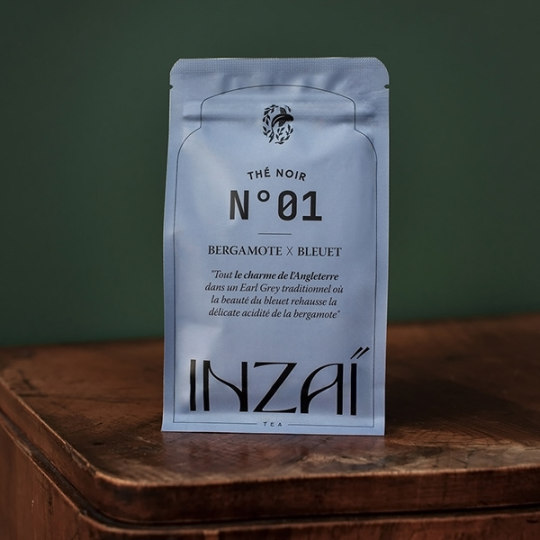 THÉ NOIR
N°01
BERGAMOTE X BLEUET
"Tout le charme de l'Angleterre
dans un Earl Grey traditionnel où
la beauté du bleuet rehausse la
délicate acidité de la bergamote"
INZAÏ
TEA